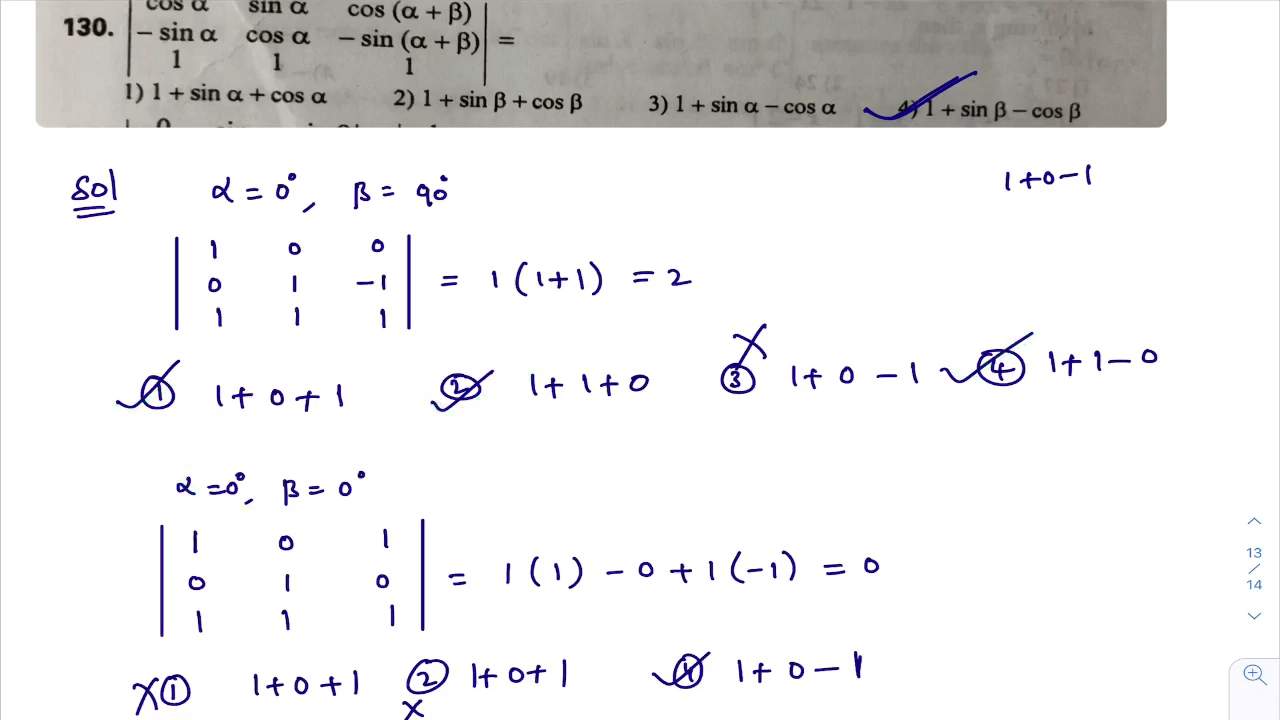 130. | cos α sin α cos (α + β) |
| − sin α cos α − sin (α + β) | =
| 1 1 1 |
1) 1 + sin α + cos α 2) 1 + sin β + cos β 3) 1 + sin α − cos α 4) 1 + sin β − cos β
Sol α = 0°, β = 90° 1+0−1
| 1 0 0 |
| 0 1 −1 | = 1 (1+1) = 2
| 1 1 1 |
① 1+0+1 ② 1+1+0 ③ 1+0−1 ④ 1+1−0
α=0°, β=0°
| 1 0 1 |
| 0 1 0 | = 1(1) − 0 + 1(−1) = 0
| 1 1 1 |
① 1+0+1 ② 1+0+1 ④ 1+0−1
13
/
14